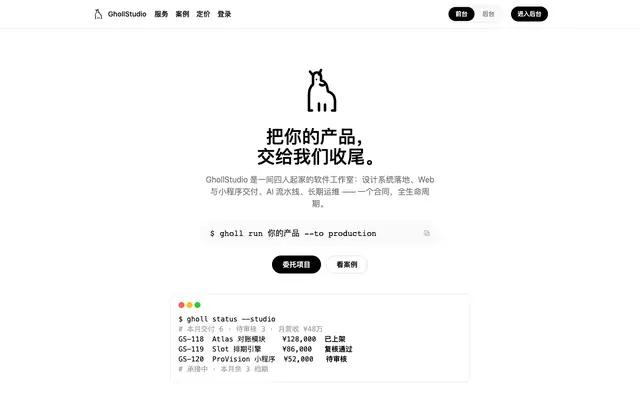 GhollStudio 服务 案例 定价 登录 前台 后台 进入后台
把你的产品，
交给我们收尾。
GhollStudio 是一间四人起家的软件工作室：设计系统落地、Web
与小程序交付、AI 流水线、长期运维 —— 一个合同，全生命周
期。
$ gholl run 你的产品 --to production
委托项目 看案例
$ gholl status --studio
# 本月交付 6 · 待审核 3 · 月营收 ¥48万
GS-118 Atlas 对账模块 ¥128,000 已上架
GS-119 Slot 排期引擎 ¥86,000 复核通过
GS-120 ProVision 小程序 ¥52,000 待审核
# 承接中 · 本月余 3 档期